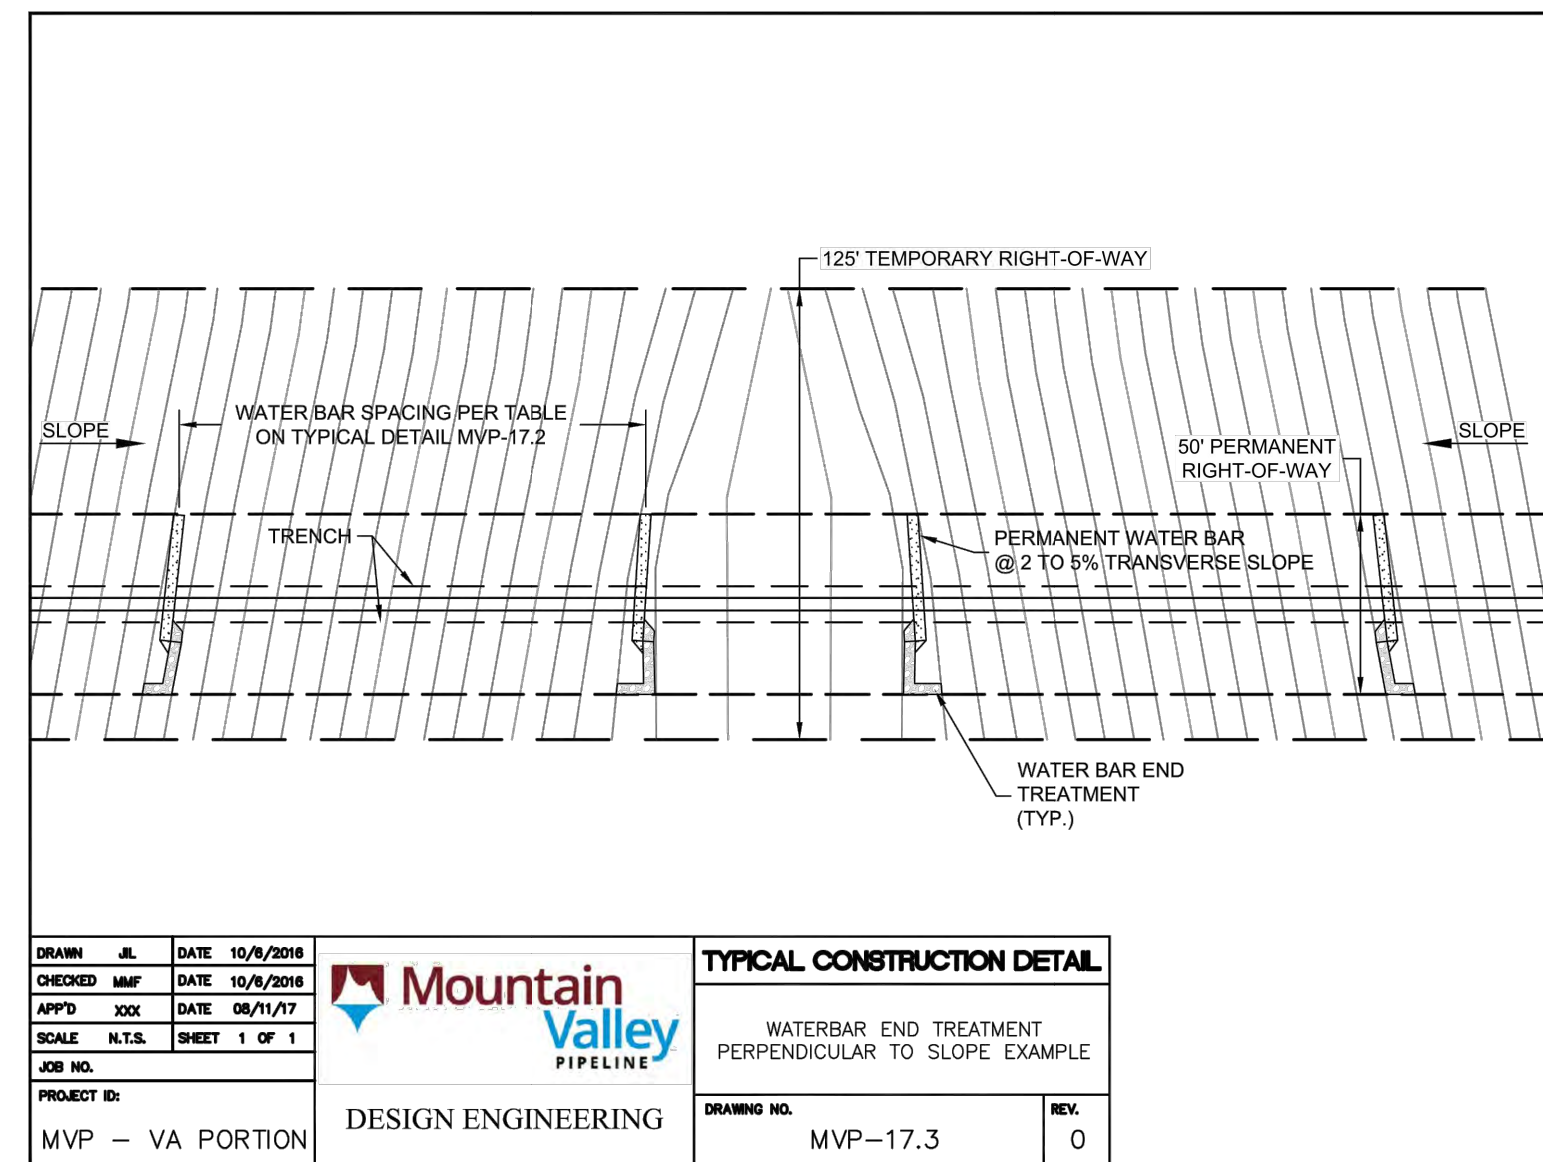 125' TEMPORARY RIGHT-OF-WAY
SLOPE
WATER BAR SPACING PER TABLE
ON TYPICAL DETAIL MVP-17.2
50' PERMANENT
RIGHT-OF-WAY
SLOPE
TRENCH
PERMANENT WATER BAR
@ 2 TO 5% TRANSVERSE SLOPE
WATER BAR END
TREATMENT
(TYP.)
DRAWN JIL DATE 10/6/2016
CHECKED MMF DATE 10/6/2016
APP'D XXX DATE 08/11/17
SCALE N.T.S. SHEET 1 OF 1
JOB NO.
PROJECT ID:
MVP - VA PORTION
Mountain
Valley
PIPELINE
DESIGN ENGINEERING
TYPICAL CONSTRUCTION DETAIL
WATERBAR END TREATMENT
PERPENDICULAR TO SLOPE EXAMPLE
DRAWING NO.
MVP-17.3
REV.
0